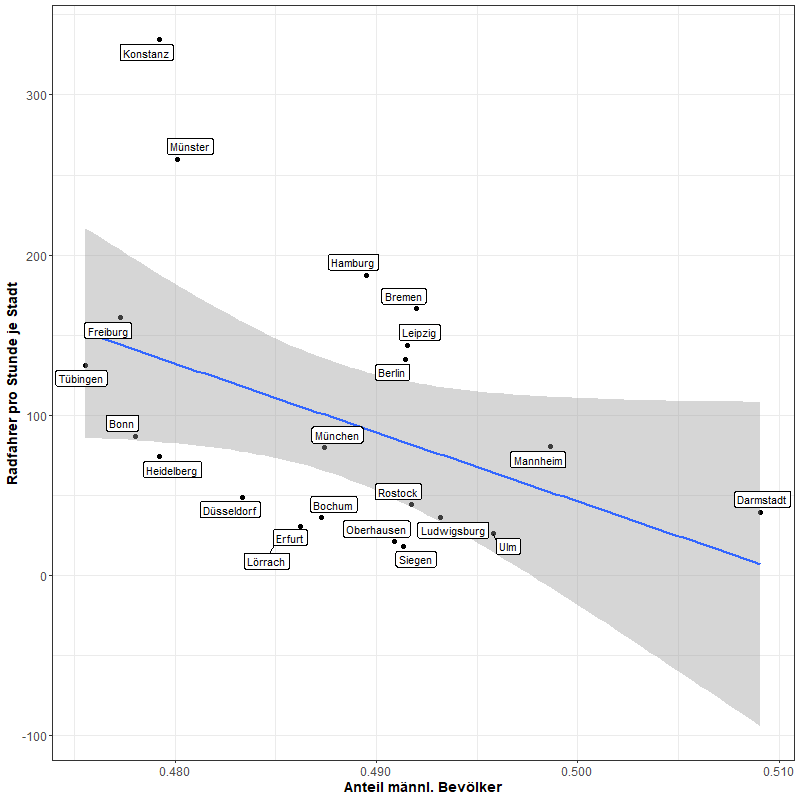 Konstanz
300
Münster
200
Hamburg
Bremen
Leipzig
Freiburg
Berlin
Tübingen
100
Bonn
München
Heidelberg
Mannheim
Rostock
Darmstadt
Düsseldorf
Bochum
Oberhausen
Ludwigsburg
Erfurt
Ulm
Lörrach
Siegen
0
-100
Radfahrer pro Stunde je Stadt
0.480
0.490
0.500
0.510
Anteil männl. Bevölker